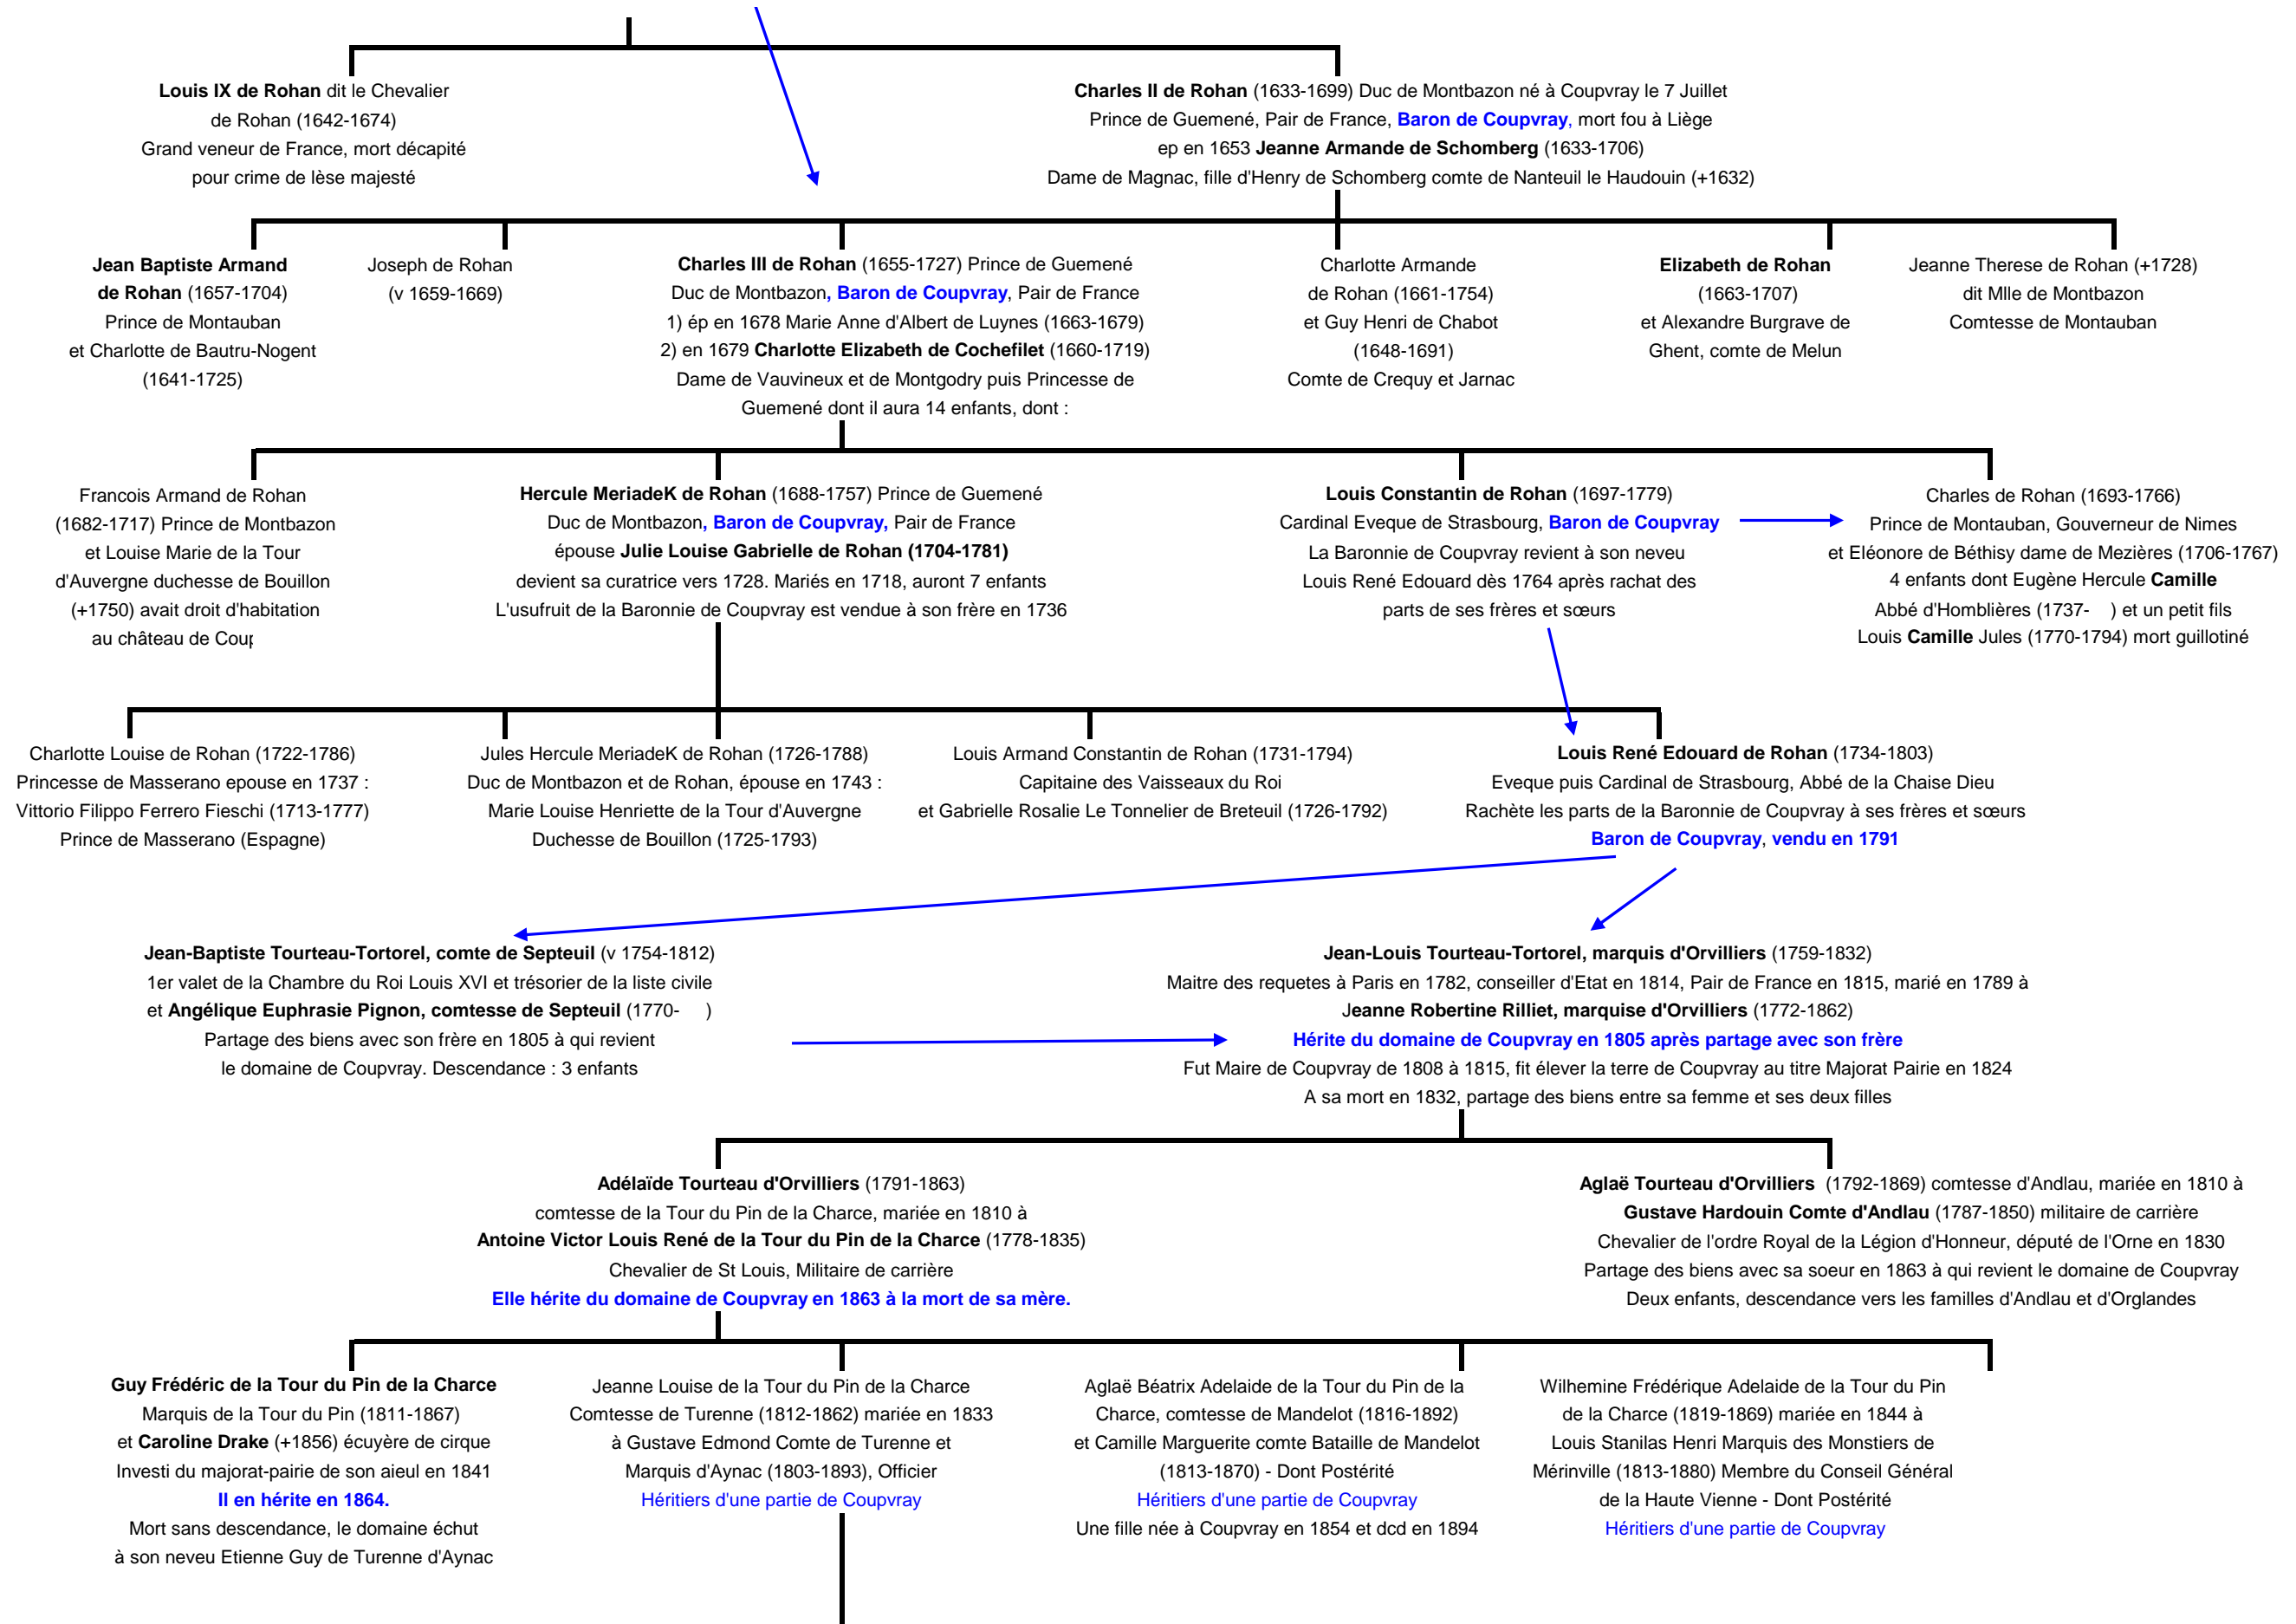 Louis IX de Rohan dit le Chevalier
de Rohan (1642-1674)
Grand veneur de France, mort décapité
pour crime de lèse majesté
Charles II de Rohan (1633-1699) Duc de Montbazon né à Coupvray le 7 Juillet
Prince de Guemené, Pair de France, Baron de Coupvray, mort fou à Liège
ep en 1653 Jeanne Armande de Schomberg (1633-1706)
Dame de Magnac, fille d'Henry de Schomberg comte de Nanteuil le Haudouin (+1632)
Jean Baptiste Armand
de Rohan (1657-1704)
Prince de Montauban
et Charlotte de Bautru-Nogent
(1641-1725)
Joseph de Rohan
(v 1659-1669)
Charles III de Rohan (1655-1727) Prince de Guemené
Duc de Montbazon, Baron de Coupvray, Pair de France
1) ép en 1678 Marie Anne d'Albert de Luynes (1663-1679)
2) en 1679 Charlotte Elizabeth de Cochefilet (1660-1719)
Dame de Vauvineux et de Montgodry puis Princesse de
Guemené dont il aura 14 enfants, dont :
Charlotte Armande
de Rohan (1661-1754)
et Guy Henri de Chabot
(1648-1691)
Comte de Crequy et Jarnac
Elizabeth de Rohan
(1663-1707)
et Alexandre Burgrave de
Ghent, comte de Melun
Jeanne Therese de Rohan (+1728)
dit Mlle de Montbazon
Comtesse de Montauban
Francois Armand de Rohan
(1682-1717) Prince de Montbazon
et Louise Marie de la Tour
d'Auvergne duchesse de Bouillon
(+1750) avait droit d'habitation
au château de Coup
Hercule MeriadeK de Rohan (1688-1757) Prince de Guemené
Duc de Montbazon, Baron de Coupvray, Pair de France
épouse Julie Louise Gabrielle de Rohan (1704-1781)
devient sa curatrice vers 1728. Mariés en 1718, auront 7 enfants
L'usufruit de la Baronnie de Coupvray est vendue à son frère en 1736
Louis Constantin de Rohan (1697-1779)
Cardinal Eveque de Strasbourg, Baron de Coupvray
La Baronnie de Coupvray revient à son neveu
Louis René Edouard dès 1764 après rachat des
parts de ses frères et sœurs
Charles de Rohan (1693-1766)
Prince de Montauban, Gouverneur de Nimes
et Eléonore de Béthisy dame de Mezières (1706-1767)
4 enfants dont Eugène Hercule Camille
Abbé d'Homblières (1737-    ) et un petit fils
Louis Camille Jules (1770-1794) mort guillotiné
Charlotte Louise de Rohan (1722-1786)
Princesse de Masserano epouse en 1737 :
Vittorio Filippo Ferrero Fieschi (1713-1777)
Prince de Masserano (Espagne)
Jules Hercule MeriadeK de Rohan (1726-1788)
Duc de Montbazon et de Rohan, épouse en 1743 :
Marie Louise Henriette de la Tour d'Auvergne
Duchesse de Bouillon (1725-1793)
Louis Armand Constantin de Rohan (1731-1794)
Capitaine des Vaisseaux du Roi
et Gabrielle Rosalie Le Tonnelier de Breteuil (1726-1792)
Louis René Edouard de Rohan (1734-1803)
Eveque puis Cardinal de Strasbourg, Abbé de la Chaise Dieu
Rachète les parts de la Baronnie de Coupvray à ses frères et sœurs
Baron de Coupvray, vendu en 1791
Jean-Baptiste Tourteau-Tortorel, comte de Septeuil (v 1754-1812)
1er valet de la Chambre du Roi Louis XVI et trésorier de la liste civile
et Angélique Euphrasie Pignon, comtesse de Septeuil (1770-    )
Partage des biens avec son frère en 1805 à qui revient
le domaine de Coupvray. Descendance : 3 enfants
Jean-Louis Tourteau-Tortorel, marquis d'Orvilliers (1759-1832)
Maitre des requetes à Paris en 1782, conseiller d'Etat en 1814, Pair de France en 1815, marié en 1789 à
Jeanne Robertine Rilliet, marquise d'Orvilliers (1772-1862)
Hérite du domaine de Coupvray en 1805 après partage avec son frère
Fut Maire de Coupvray de 1808 à 1815, fit élever la terre de Coupvray au titre Majorat Pairie en 1824
A sa mort en 1832, partage des biens entre sa femme et ses deux filles
Adélaïde Tourteau d'Orvilliers (1791-1863)
comtesse de la Tour du Pin de la Charce, mariée en 1810 à
Antoine Victor Louis René de la Tour du Pin de la Charce (1778-1835)
Chevalier de St Louis, Militaire de carrière
Elle hérite du domaine de Coupvray en 1863 à la mort de sa mère.
Aglaë Tourteau d'Orvilliers  (1792-1869) comtesse d'Andlau, mariée en 1810 à
Gustave Hardouin Comte d'Andlau (1787-1850) militaire de carrière
Chevalier de l'ordre Royal de la Légion d'Honneur, député de l'Orne en 1830
Partage des biens avec sa soeur en 1863 à qui revient le domaine de Coupvray
Deux enfants, descendance vers les familles d'Andlau et d'Orglandes
Guy Frédéric de la Tour du Pin de la Charce
Marquis de la Tour du Pin (1811-1867)
et Caroline Drake (+1856) écuyère de cirque
Investi du majorat-pairie de son aieul en 1841
Il en hérite en 1864.
Mort sans descendance, le domaine échut
à son neveu Etienne Guy de Turenne d'Aynac
Jeanne Louise de la Tour du Pin de la Charce
Comtesse de Turenne (1812-1862) mariée en 1833
à Gustave Edmond Comte de Turenne et
Marquis d'Aynac (1803-1893), Officier
Héritiers d'une partie de Coupvray
Aglaë Béatrix Adelaide de la Tour du Pin de la
Charce, comtesse de Mandelot (1816-1892)
et Camille Marguerite comte Bataille de Mandelot
(1813-1870) - Dont Postérité
Héritiers d'une partie de Coupvray
Une fille née à Coupvray en 1854 et dcd en 1894
Wilhemine Frédérique Adelaide de la Tour du Pin
de la Charce (1819-1869) mariée en 1844 à
Louis Stanilas Henri Marquis des Monstiers de
Mérinville (1813-1880) Membre du Conseil Général
de la Haute Vienne - Dont Postérité
Héritiers d'une partie de Coupvray